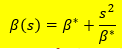 β(s) = β* + s²/β*